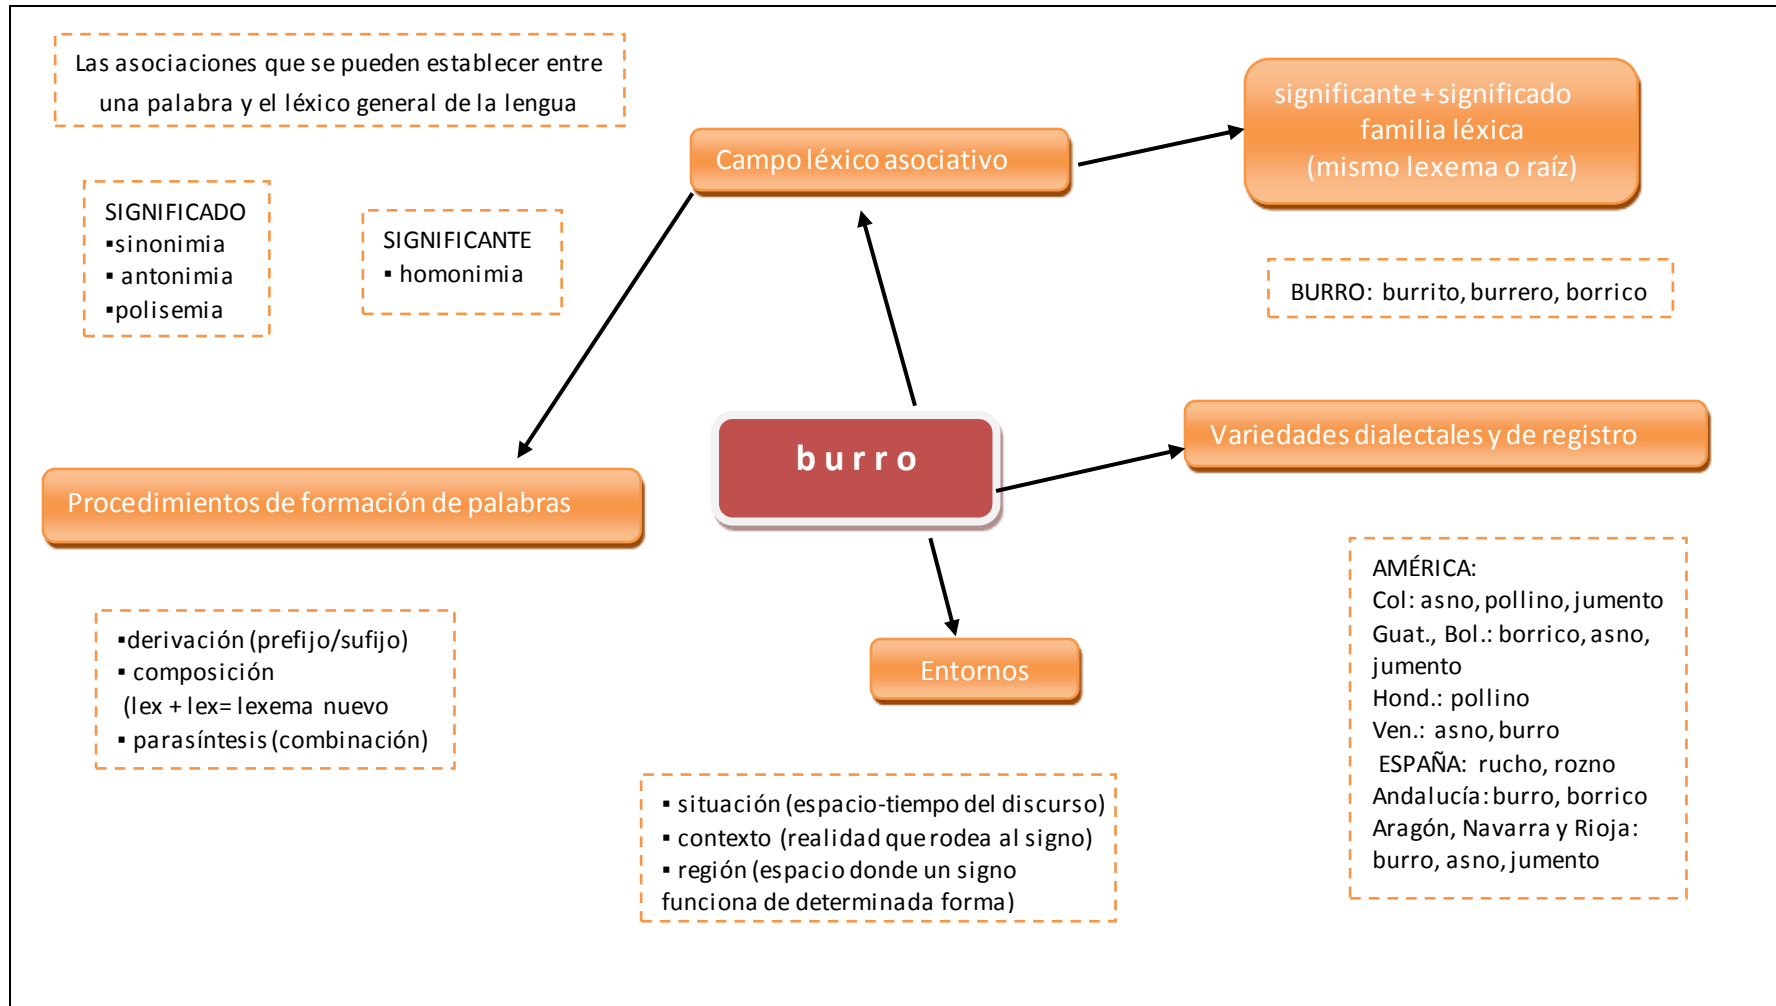 Las asociaciones que se pueden establecer entre
una palabra y el léxico general de la lengua
significante+significado
familia léxica
(mismo lexema o raíz)
Campo léxico asociativo
SIGNIFICADO
▪sinonimia
▪ antonimia
▪polisemia
SIGNIFICANTE
▪ homonimia
BURRO: burrito, burrero, borrico
burro
Variedades dialectales y de registro
Procedimientos de formación de palabras
▪derivación (prefijo/sufijo)
▪ composición
(lex + lex= lexema nuevo
▪ parasíntesis (combinación)
Entornos
▪ situación (espacio-tiempo del discurso)
▪ contexto (realidad que rodea al signo)
▪ región (espacio donde un signo
funciona de determinada forma)
AMÉRICA:
Col: asno, pollino, jumento
Guat., Bol.: borrico, asno,
jumento
Hond.: pollino
Ven.: asno, burro
ESPAÑA: rucho, rozno
Andalucía: burro, borrico
Aragón, Navarra y Rioja:
burro, asno, jumento